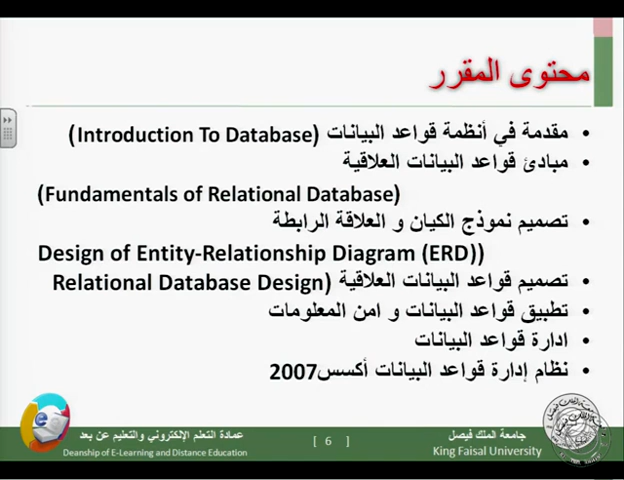 محتوى المقرر
• مقدمة في أنظمة قواعد البيانات (Introduction To Database)
• مبادئ قواعد البيانات العلاقية
(Fundamentals of Relational Database)
• تصميم نموذج الكيان و العلاقة الرابطة
Design of Entity-Relationship Diagram (ERD))
• تصميم قواعد البيانات العلاقية (Relational Database Design
• تطبيق قواعد البيانات و امن المعلومات
• ادارة قواعد البيانات
• نظام إدارة قواعد البيانات أكسس2007
عمادة التعلم الإلكتروني والتعليم عن بعد
Deanship of E-Learning and Distance Education
[ 6 ]
جامعة الملك فيصل
King Faisal University